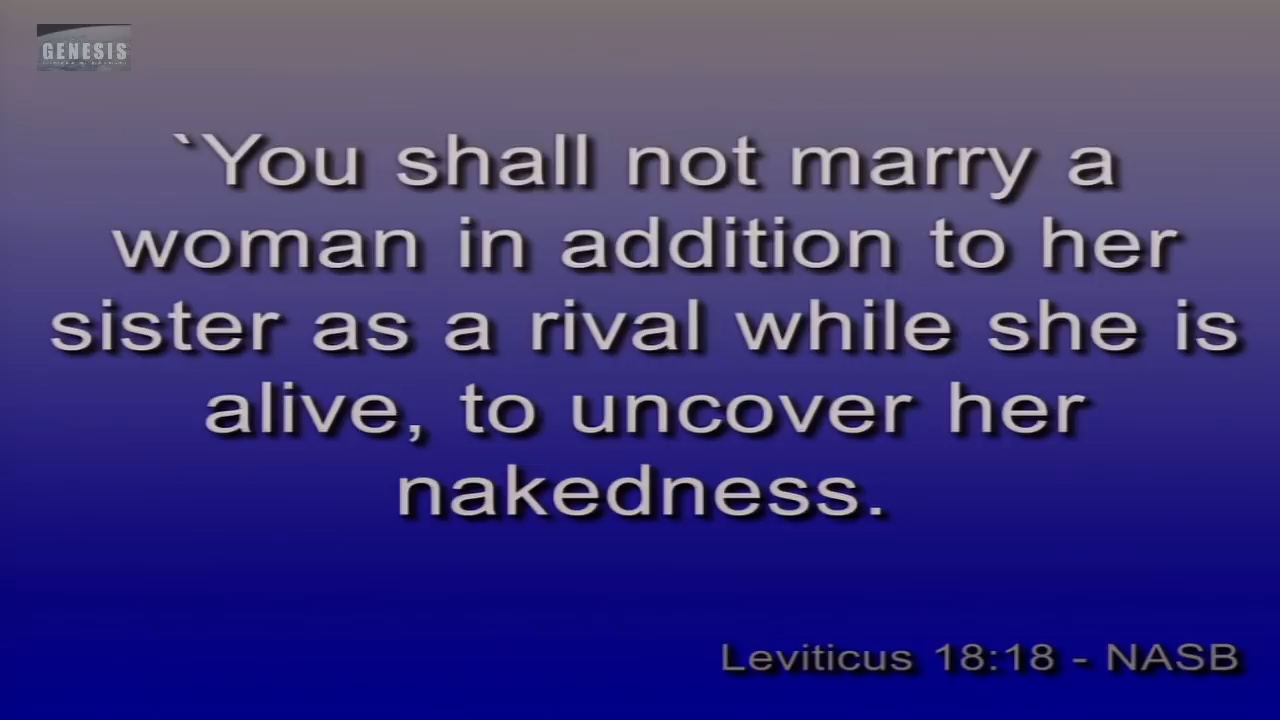 GENESIS
`You shall not marry a
woman in addition to her
sister as a rival while she is
alive, to uncover her
nakedness.
Leviticus 18:18 - NASB